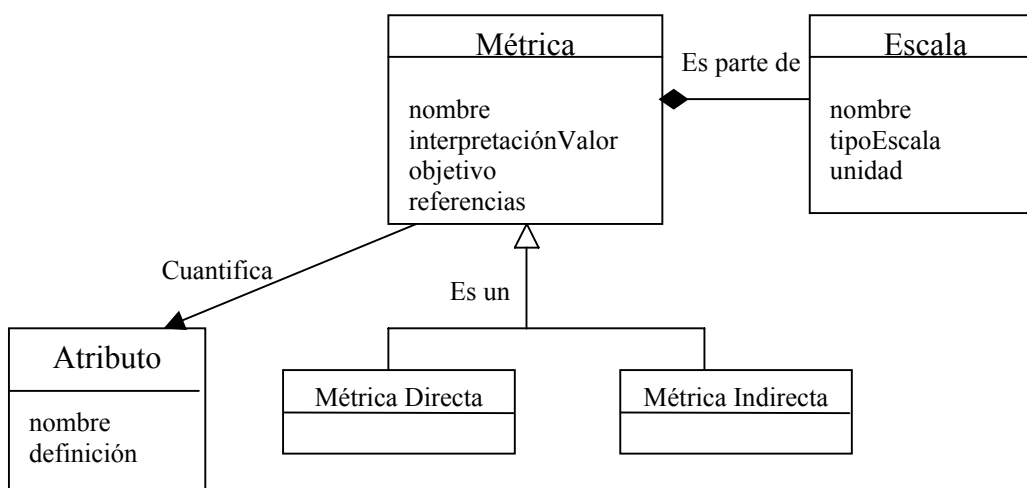 Métrica
nombre
interpretaciónValor
objetivo
referencias
Es parte de
Escala
nombre
tipoEscala
unidad
Cuantifica
Es un
Atributo
nombre
definición
Métrica Directa
Métrica Indirecta